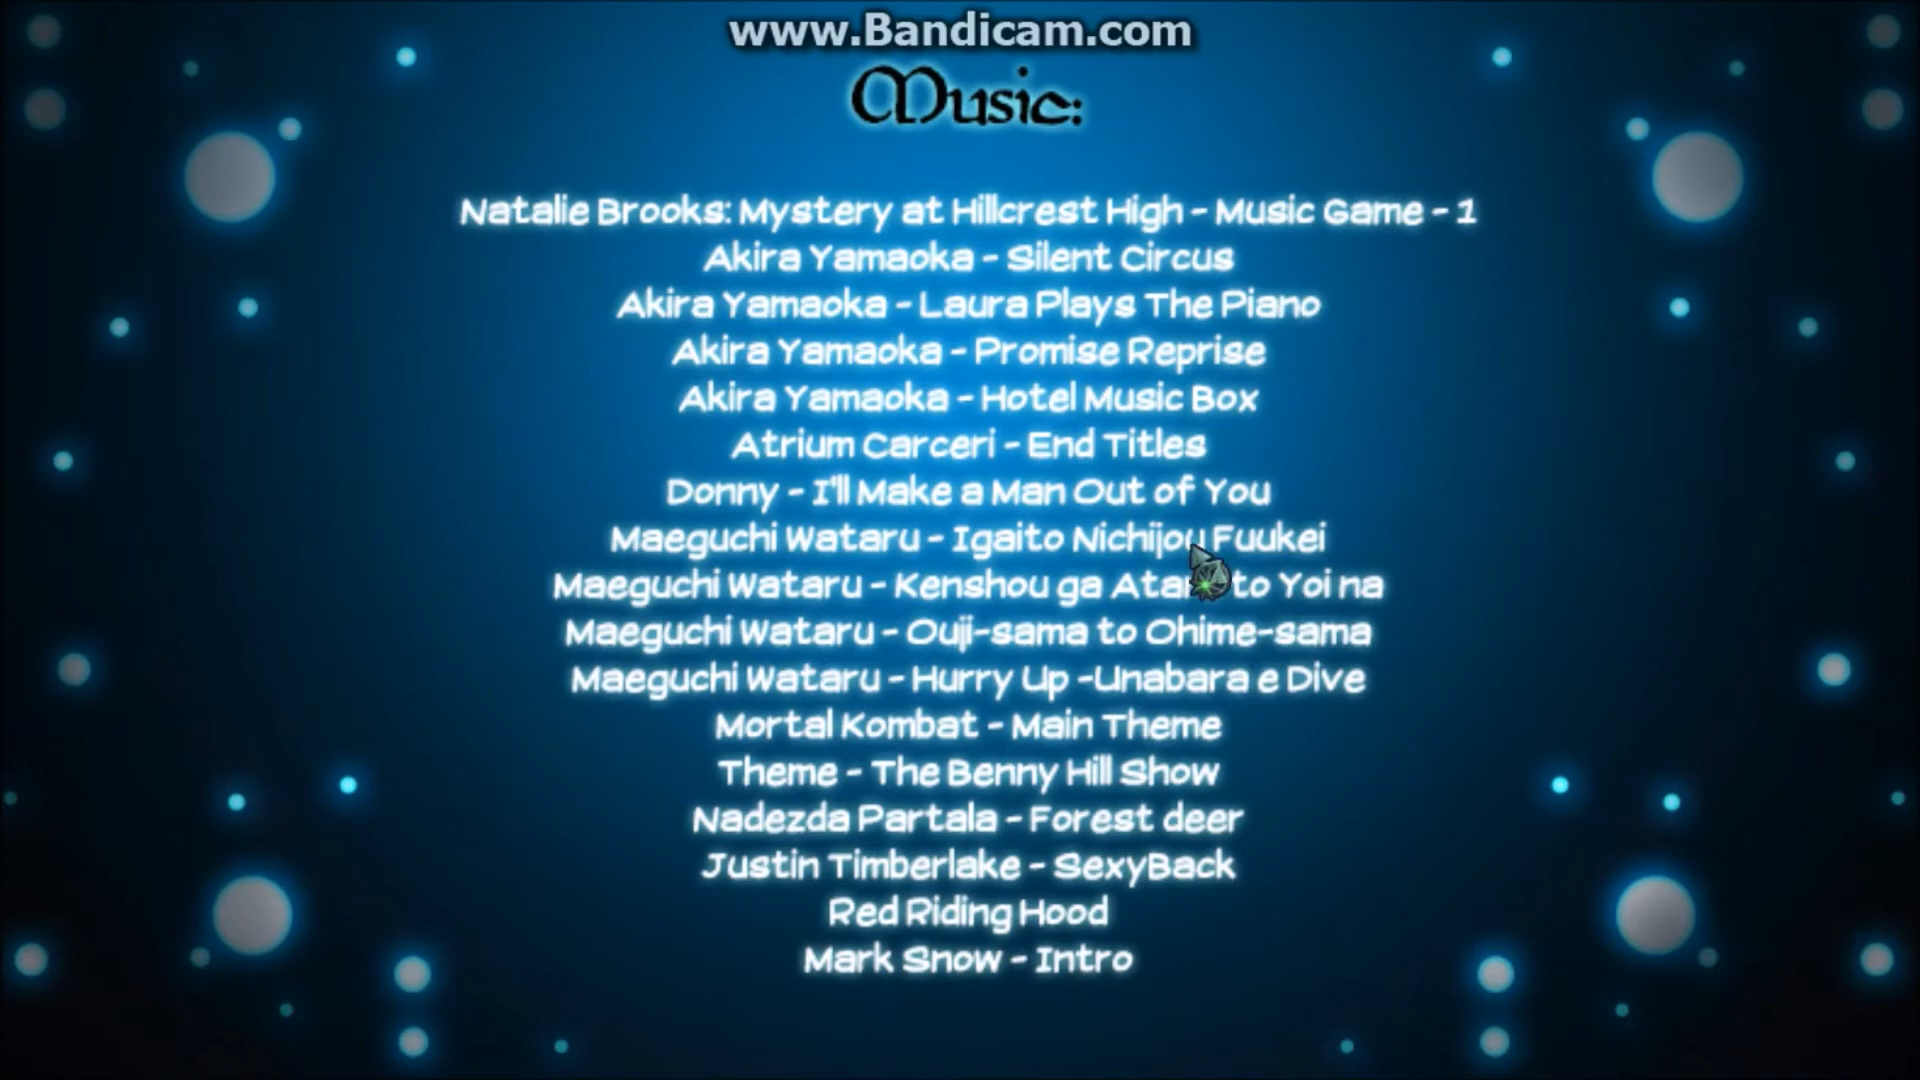 www.Bandicam.com
Music:
Natalie Brooks: Mystery at Hillcrest High - Music Game - 1
Akira Yamaoka - Silent Circus
Akira Yamaoka - Laura Plays The Piano
Akira Yamaoka - Promise Reprise
Akira Yamaoka - Hotel Music Box
Atrium Carceri - End Titles
Donny - I'll Make a Man Out of You
Maeguchi Wataru - Igaito Nichijou Fuukei
Maeguchi Wataru - Kenshou ga to Yoi na
Maeguchi Wataru - Ouji-sama to Ohime-sama
Maeguchi Wataru - Hurry Up -Unabara e Dive
Mortal Kombat - Main Theme
Theme - The Benny Hill Show
Nadezda Partala - Forest deer
Justin Timberlake - SexyBack
Red Riding Hood
Mark Snow - Intro